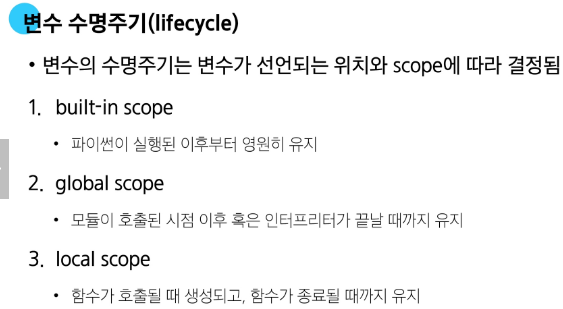 변수 수명주기(lifecycle)
• 변수의 수명주기는 변수가 선언되는 위치와 scope에 따라 결정됨
1. built-in scope
• 파이썬이 실행된 이후부터 영원히 유지
2. global scope
• 모듈이 호출된 시점 이후 혹은 인터프리터가 끝날 때까지 유지
3. local scope
• 함수가 호출될 때 생성되고, 함수가 종료될 때까지 유지